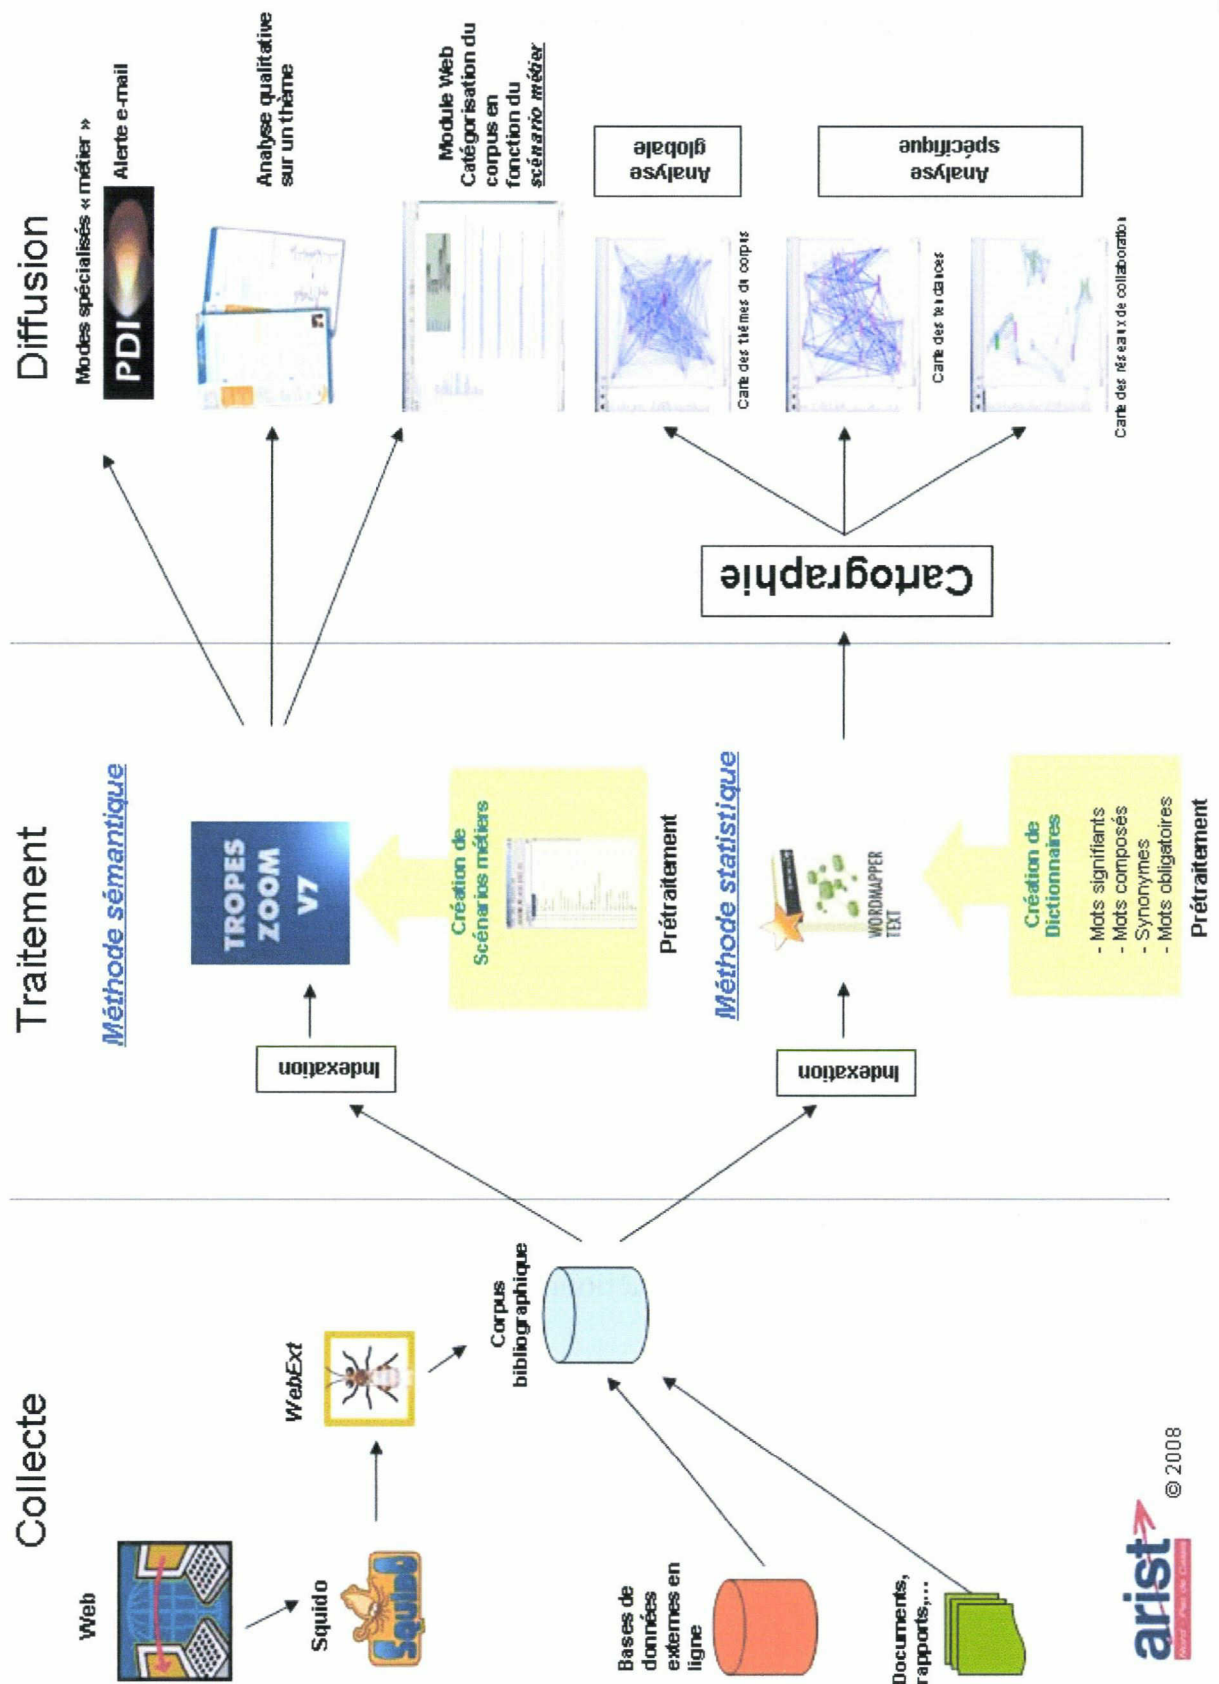 Collecte
Traitement
Diffusion
Web
Squido
Squido
WebExt
Corpus
bibliographique
Bases de
données
externes en
ligne
Documents,
rapports,...
arist
Nord - Pas de Calais
© 2008
Méthode sémantique
Indexation
TROPES
ZOOM
V7
Création de
Scénarios métiers
Prétraitement
Méthode statistique
Indexation
WORDMAPPER
TEXT
Création de
Dictionnaires
- Mots signifiants
- Mots composés
- Synonymes
- Mots obligatoires
Prétraitement
Modes spécialisés « métier »
PDI
Alerte e-mail
Analyse qualitative
sur un thème
Module Web
Catégorisation du
corpus en
fonction du
scénario métier
Cartographie
Analyse
globale
Carte des thèmes du corpus
Analyse
spécifique
Carte des tendances
Carte des réseaux de collaboration